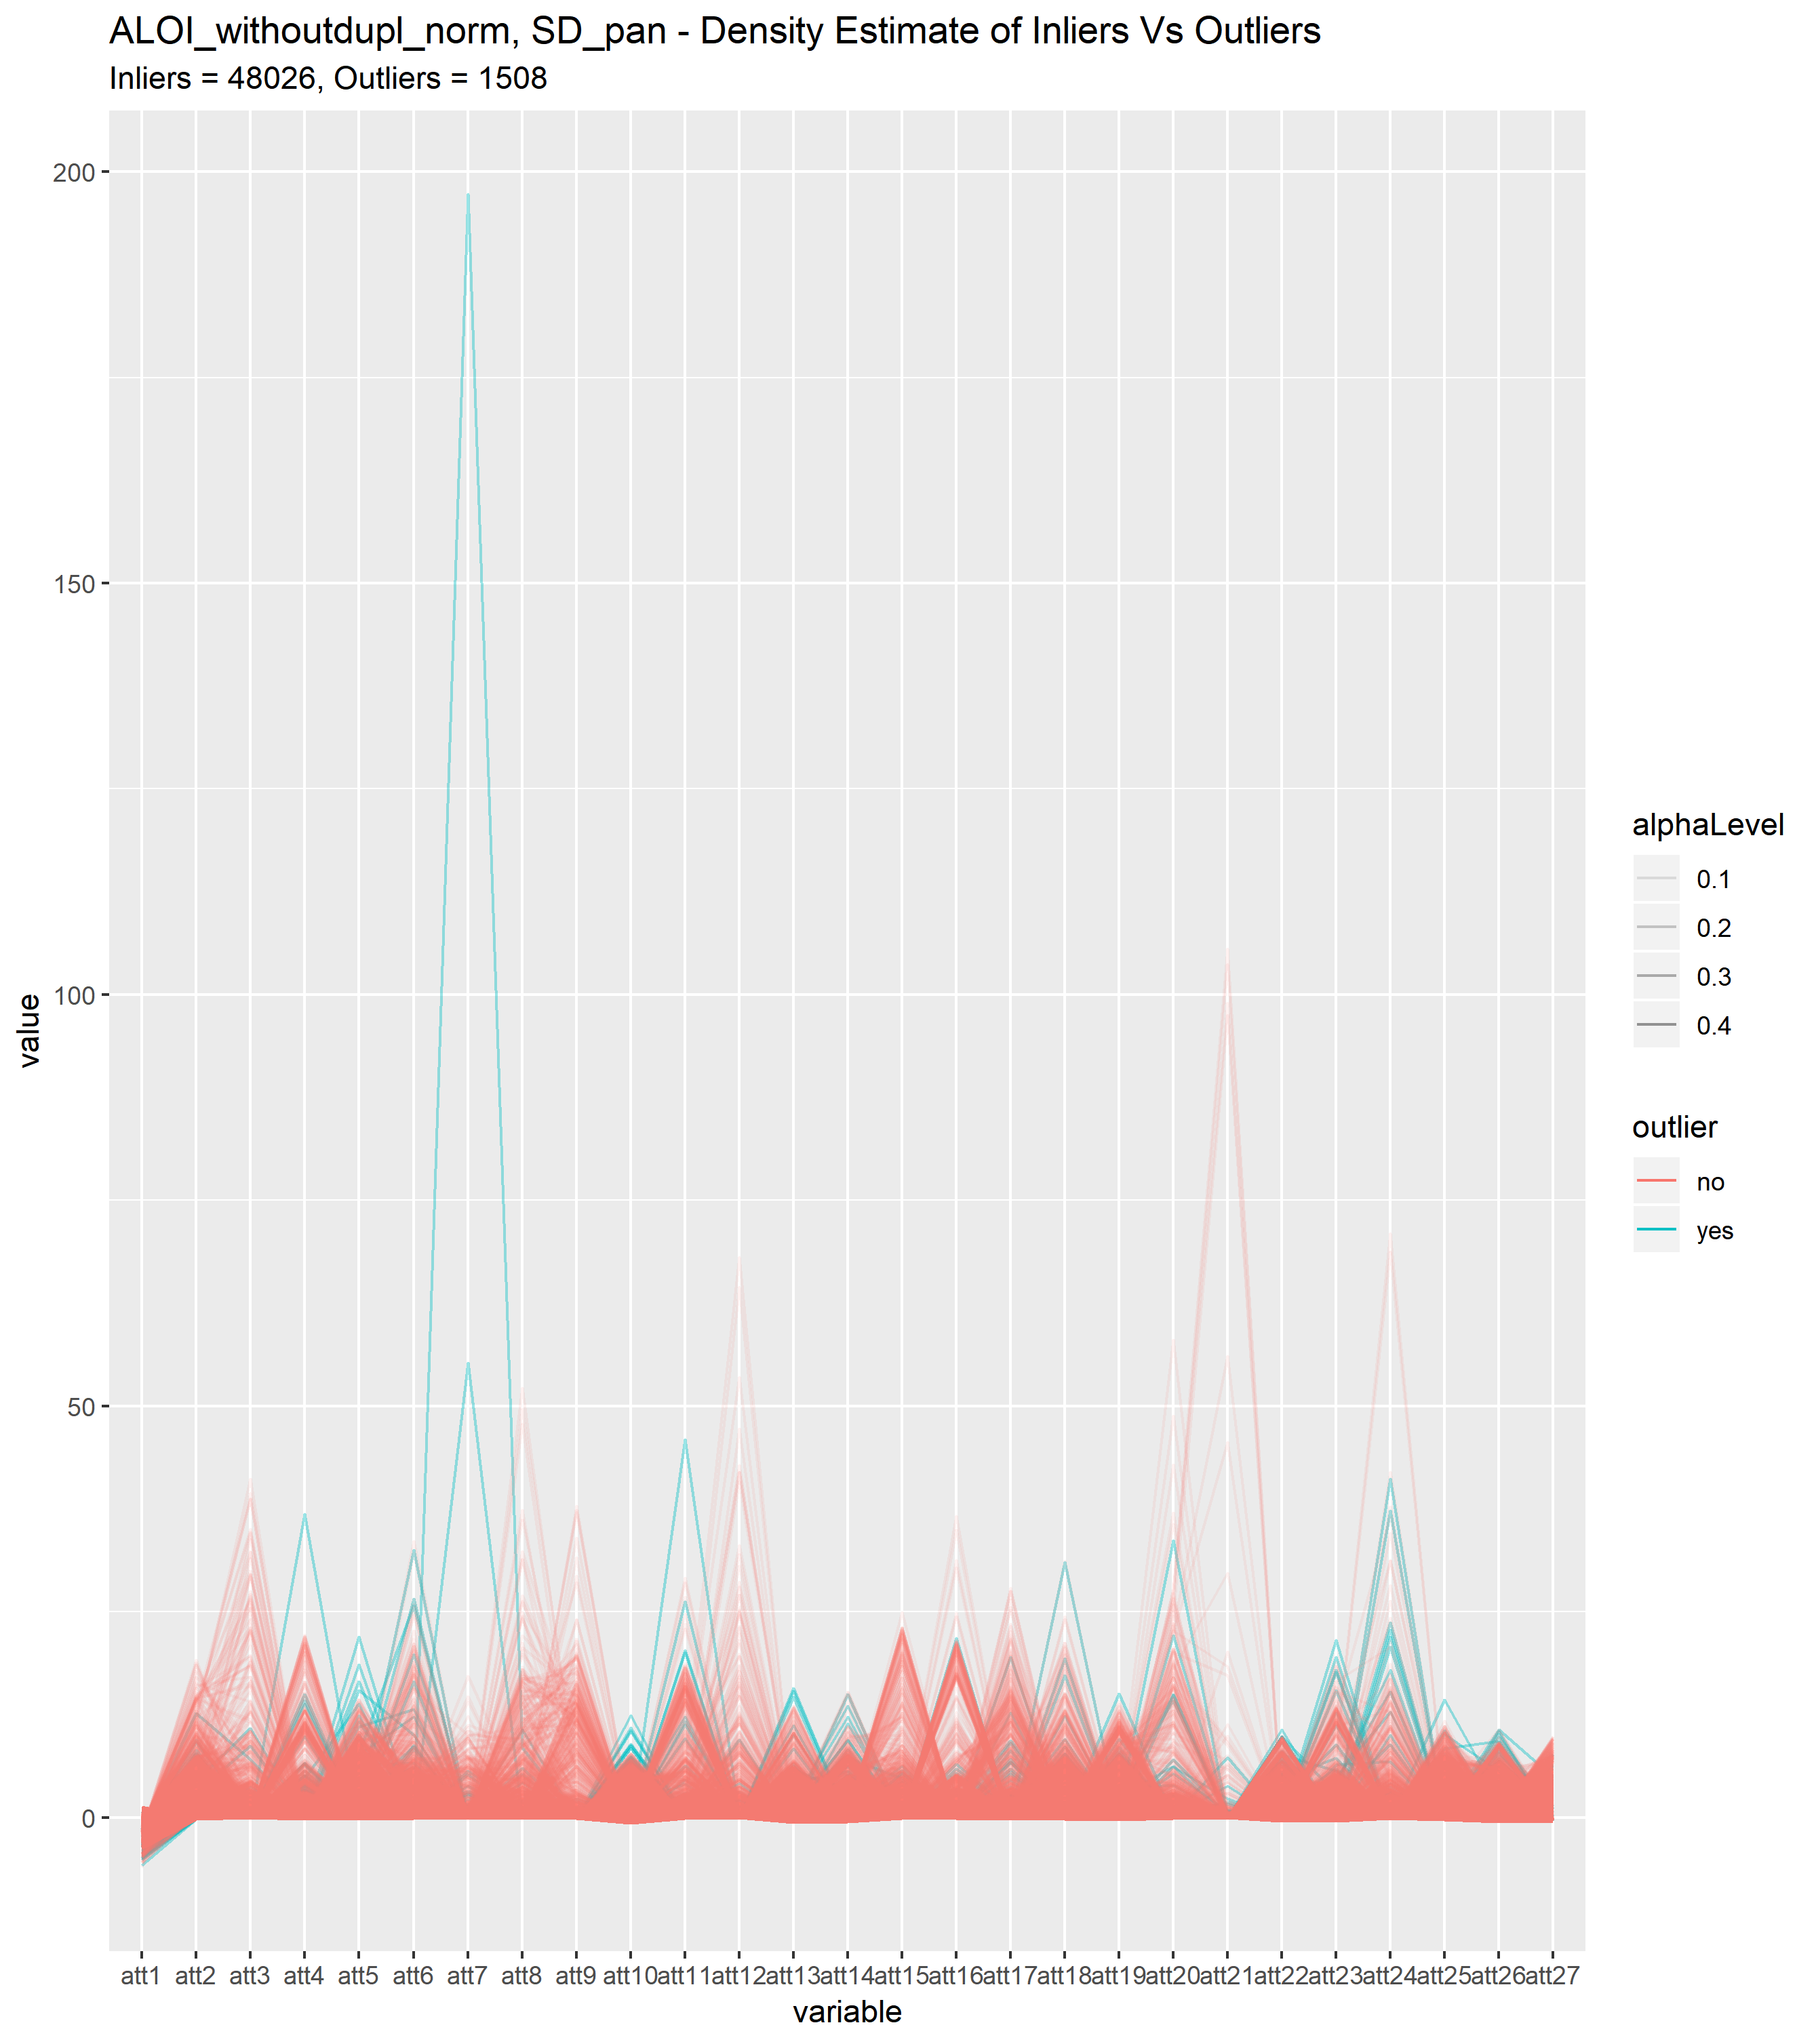 ALOI_withoutdupl_norm, SD_pan - Density Estimate of Inliers Vs Outliers
Inliers = 48026, Outliers = 1508
200
150
100
50
0
value
att1 att2 att3 att4 att5 att6 att7 att8 att9 att10 att11 att12 att13 att14 att15 att16 att17 att18 att19 att20 att21 att22 att23 att24 att25 att26 att27
variable
alphaLevel
0.1
0.2
0.3
0.4
outlier
no
yes